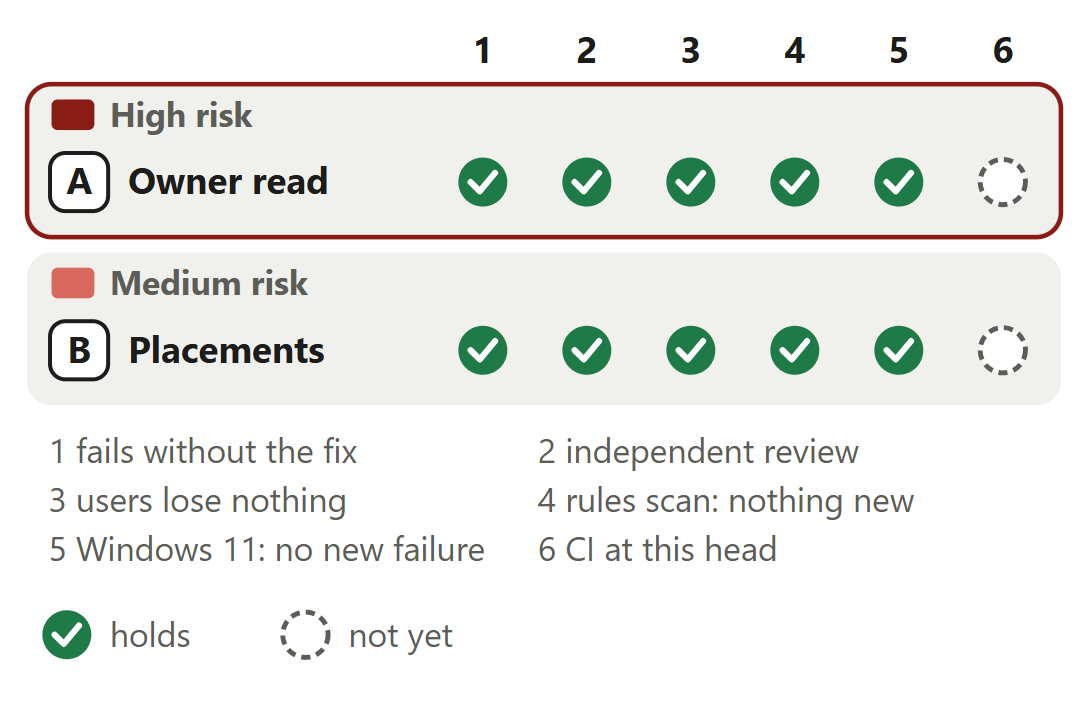 1 2 3 4 5 6
High risk
A Owner read
Medium risk
B Placements
1 fails without the fix 2 independent review
3 users lose nothing 4 rules scan: nothing new
5 Windows 11: no new failure 6 CI at this head
holds not yet